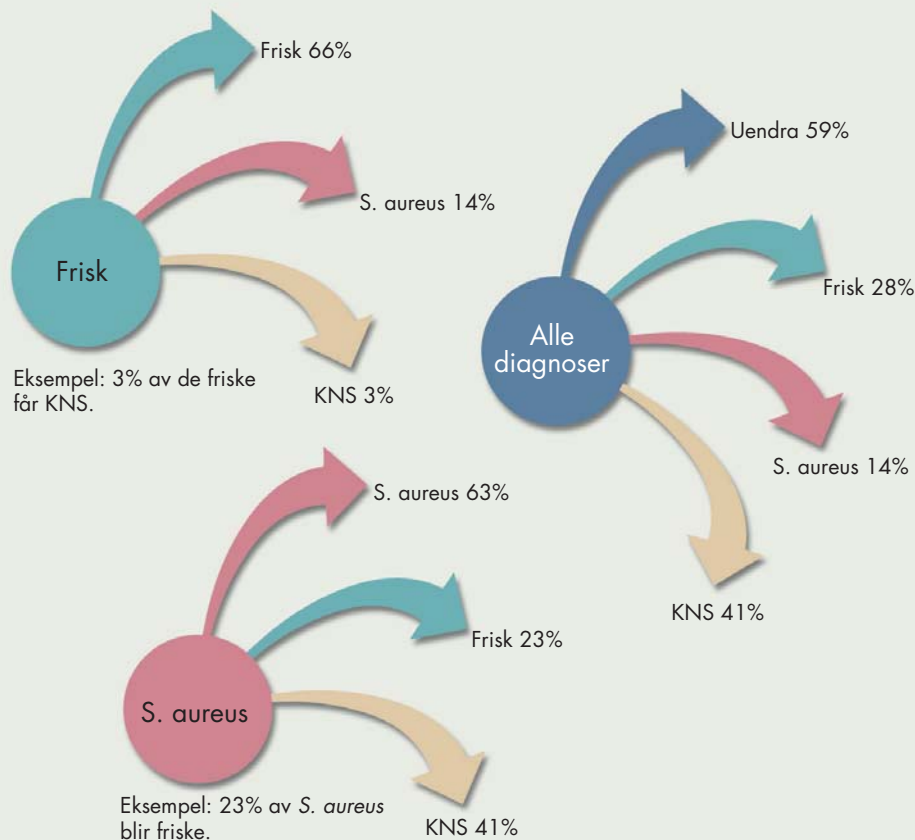 Frisk 66%
S. aureus 14%
Frisk
KNS 3%
Eksempel: 3% av de friske
får KNS.
Uendra 59%
Frisk 28%
Alle
diagnoser
S. aureus 14%
KNS 41%
S. aureus 63%
Frisk 23%
S. aureus
KNS 41%
Eksempel: 23% av S. aureus
blir friske.